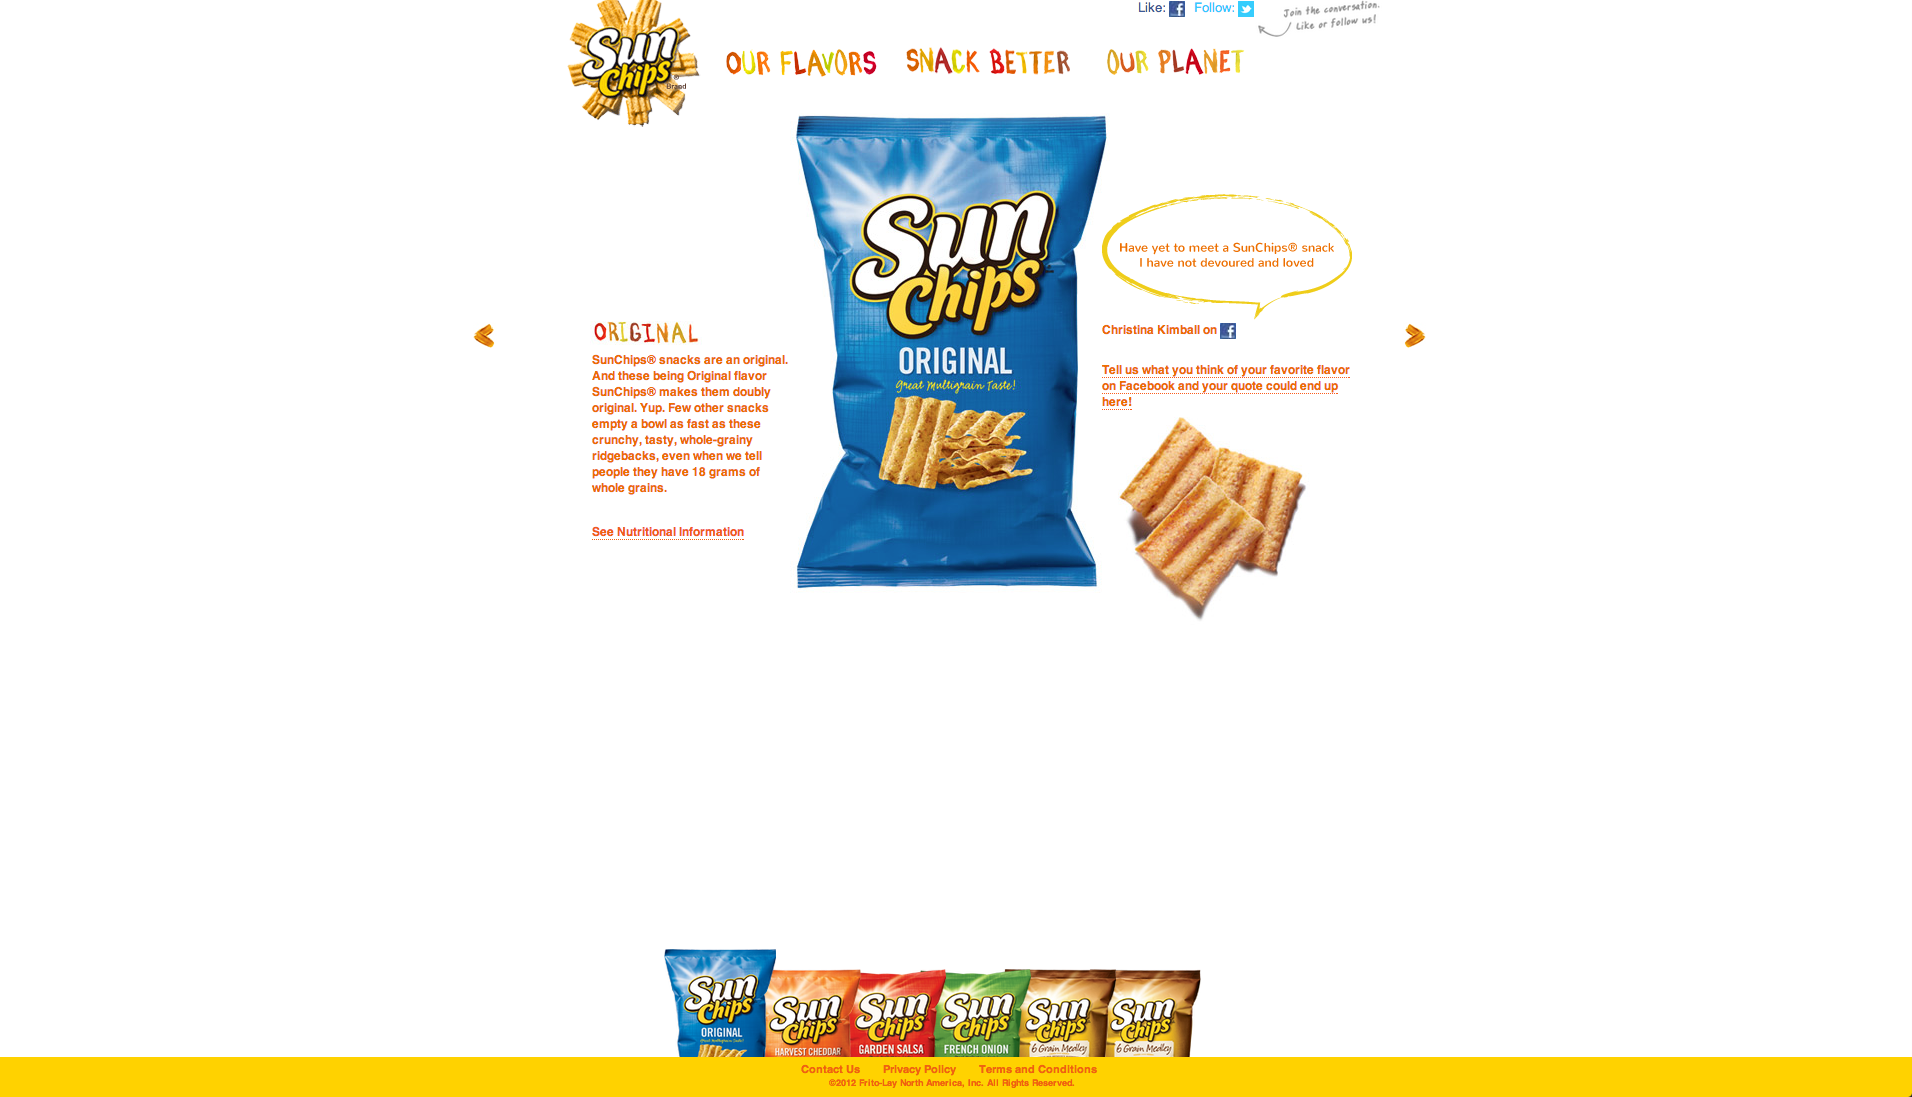 Like: Follow:
Join the conversation.
Like or follow us!
Sun
Chips®
Brand
OUR FLAVORS SNACK BETTER OUR PLANET
Sun
Chips
ORIGINAL
Great Multigrain Taste!
Have yet to meet a SunChips® snack
I have not devoured and loved
Christina Kimball on
Tell us what you think of your favorite flavor
on Facebook and your quote could end up
here!
ORIGINAL
SunChips® snacks are an original.
And these being Original flavor
SunChips® makes them doubly
original. Yup. Few other snacks
empty a bowl as fast as these
crunchy, tasty, whole-grainy
ridgebacks, even when we tell
people they have 18 grams of
whole grains.
See Nutritional Information
Sun
Chips
ORIGINAL
Great Multigrain Taste!
Sun
Chips
HARVEST CHEDDAR
Sun
Chips
GARDEN SALSA
Sun
Chips
FRENCH ONION
Sun
Chips
6 Grain Medley
Sun
Chips
6 Grain Medley
Contact Us Privacy Policy Terms and Conditions
©2012 Frito-Lay North America, Inc. All Rights Reserved.